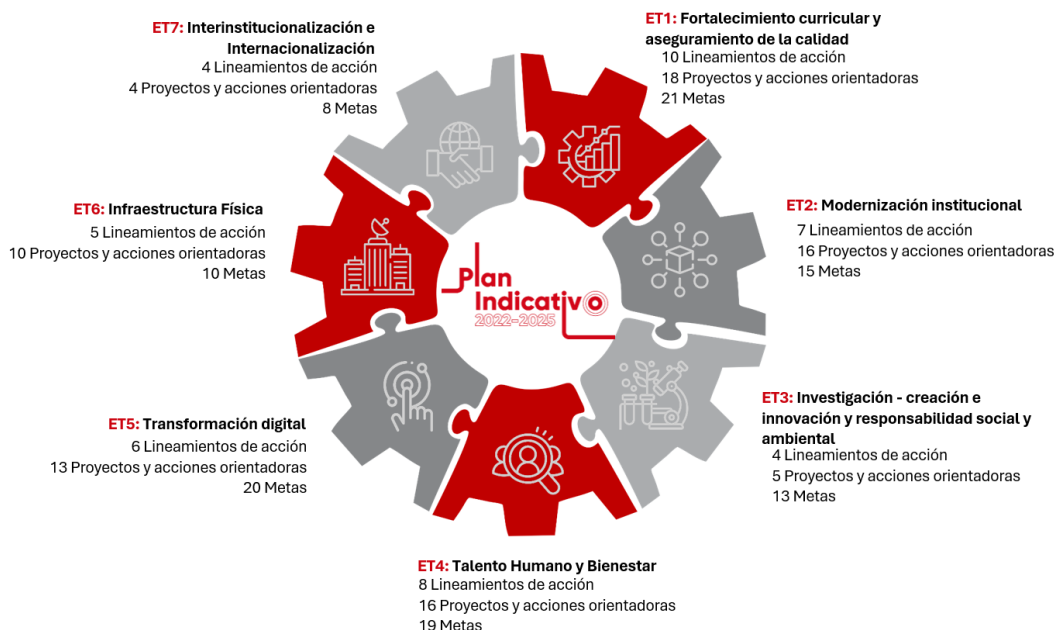 ET7: Interinstitucionalización e
Internacionalización
4 Lineamientos de acción
4 Proyectos y acciones orientadoras
8 Metas
ET1: Fortalecimiento curricular y
aseguramiento de la calidad
10 Lineamientos de acción
18 Proyectos y acciones orientadoras
21 Metas
ET6: Infraestructura Física
5 Lineamientos de acción
10 Proyectos y acciones orientadoras
10 Metas
ET2: Modernización institucional
7 Lineamientos de acción
16 Proyectos y acciones orientadoras
15 Metas
Plan
Indicativo
2022-2025
ET5: Transformación digital
6 Lineamientos de acción
13 Proyectos y acciones orientadoras
20 Metas
ET3: Investigación - creación e
innovación y responsabilidad social y
ambiental
4 Lineamientos de acción
5 Proyectos y acciones orientadoras
13 Metas
ET4: Talento Humano y Bienestar
8 Lineamientos de acción
16 Proyectos y acciones orientadoras
19 Metas